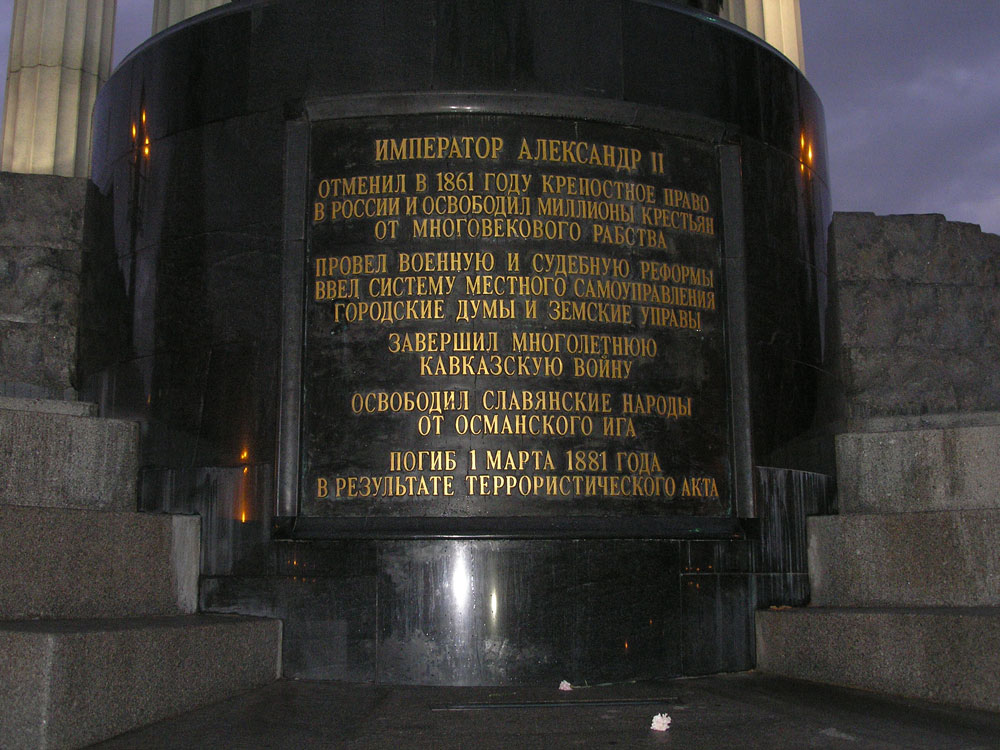 ИМПЕРАТОР АЛЕКСАНДР II
ОТМЕНИЛ В 1861 ГОДУ КРЕПОСТНОЕ ПРАВО
В РОССИИ И ОСВОБОДИЛ МИЛЛИОНЫ КРЕСТЬЯН
ОТ МНОГОВЕКОВОГО РАБСТВА
ПРОВЕЛ ВОЕННУЮ И СУДЕБНУЮ РЕФОРМЫ
ВВЕЛ СИСТЕМУ МЕСТНОГО САМОУПРАВЛЕНИЯ
ГОРОДСКИЕ ДУМЫ И ЗЕМСКИЕ УПРАВЫ
ЗАВЕРШИЛ МНОГОЛЕТНЮЮ
КАВКАЗСКУЮ ВОЙНУ
ОСВОБОДИЛ СЛАВЯНСКИЕ НАРОДЫ
ОТ ОСМАНСКОГО ИГА
ПОГИБ 1 МАРТА 1881 ГОДА
В РЕЗУЛЬТАТЕ ТЕРРОРИСТИЧЕСКОГО АКТА